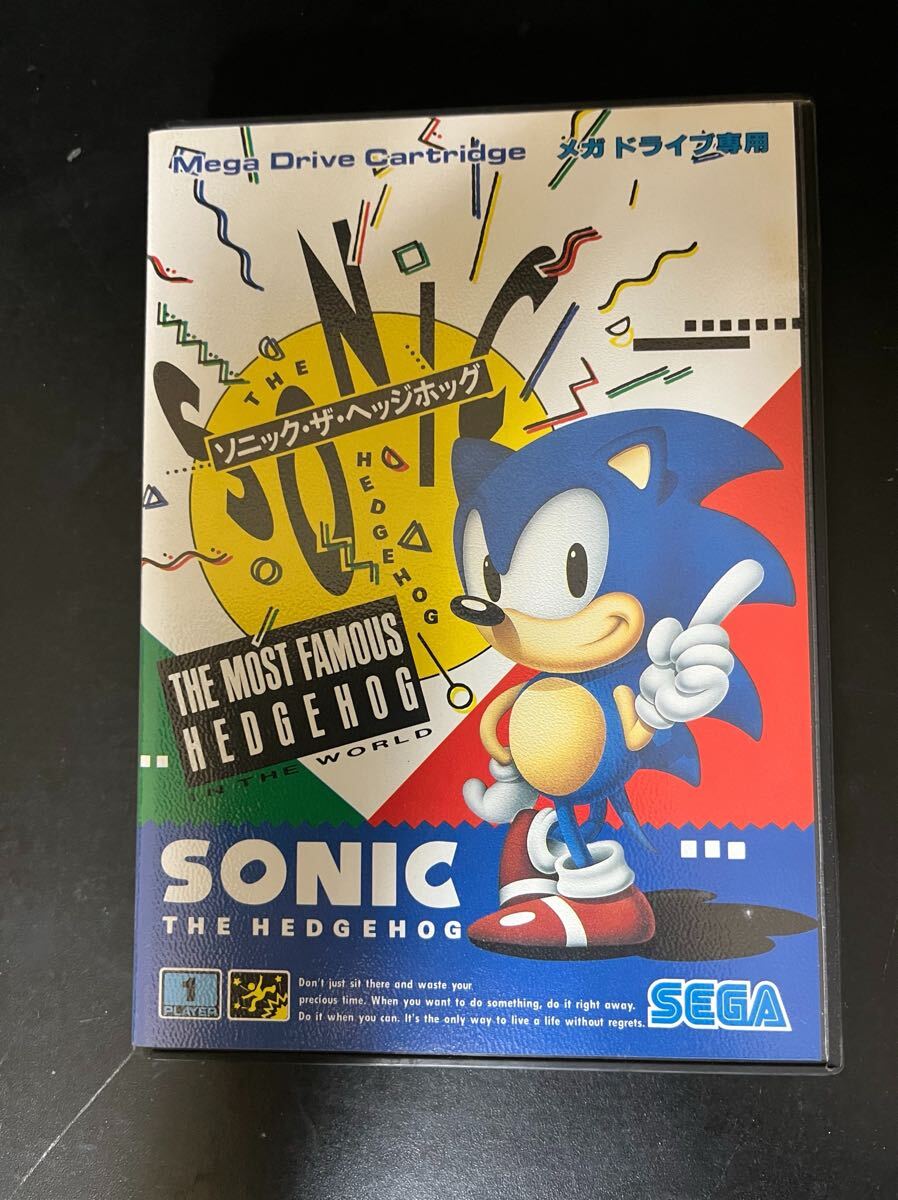 Mega Drive Cartridge メガドライブ専用
THE
SONIC
ソニック・ザ・ヘッジホッグ
HEDGEHOG
THE MOST FAMOUS
HEDGEHOG
IN THE WORLD
SONIC
THE HEDGEHOG
1
PLAYER
Don't just sit there and waste your
precious time. When you want to do something, do it right away.
Do it when you can. It's the only way to live a life without regrets.
SEGA